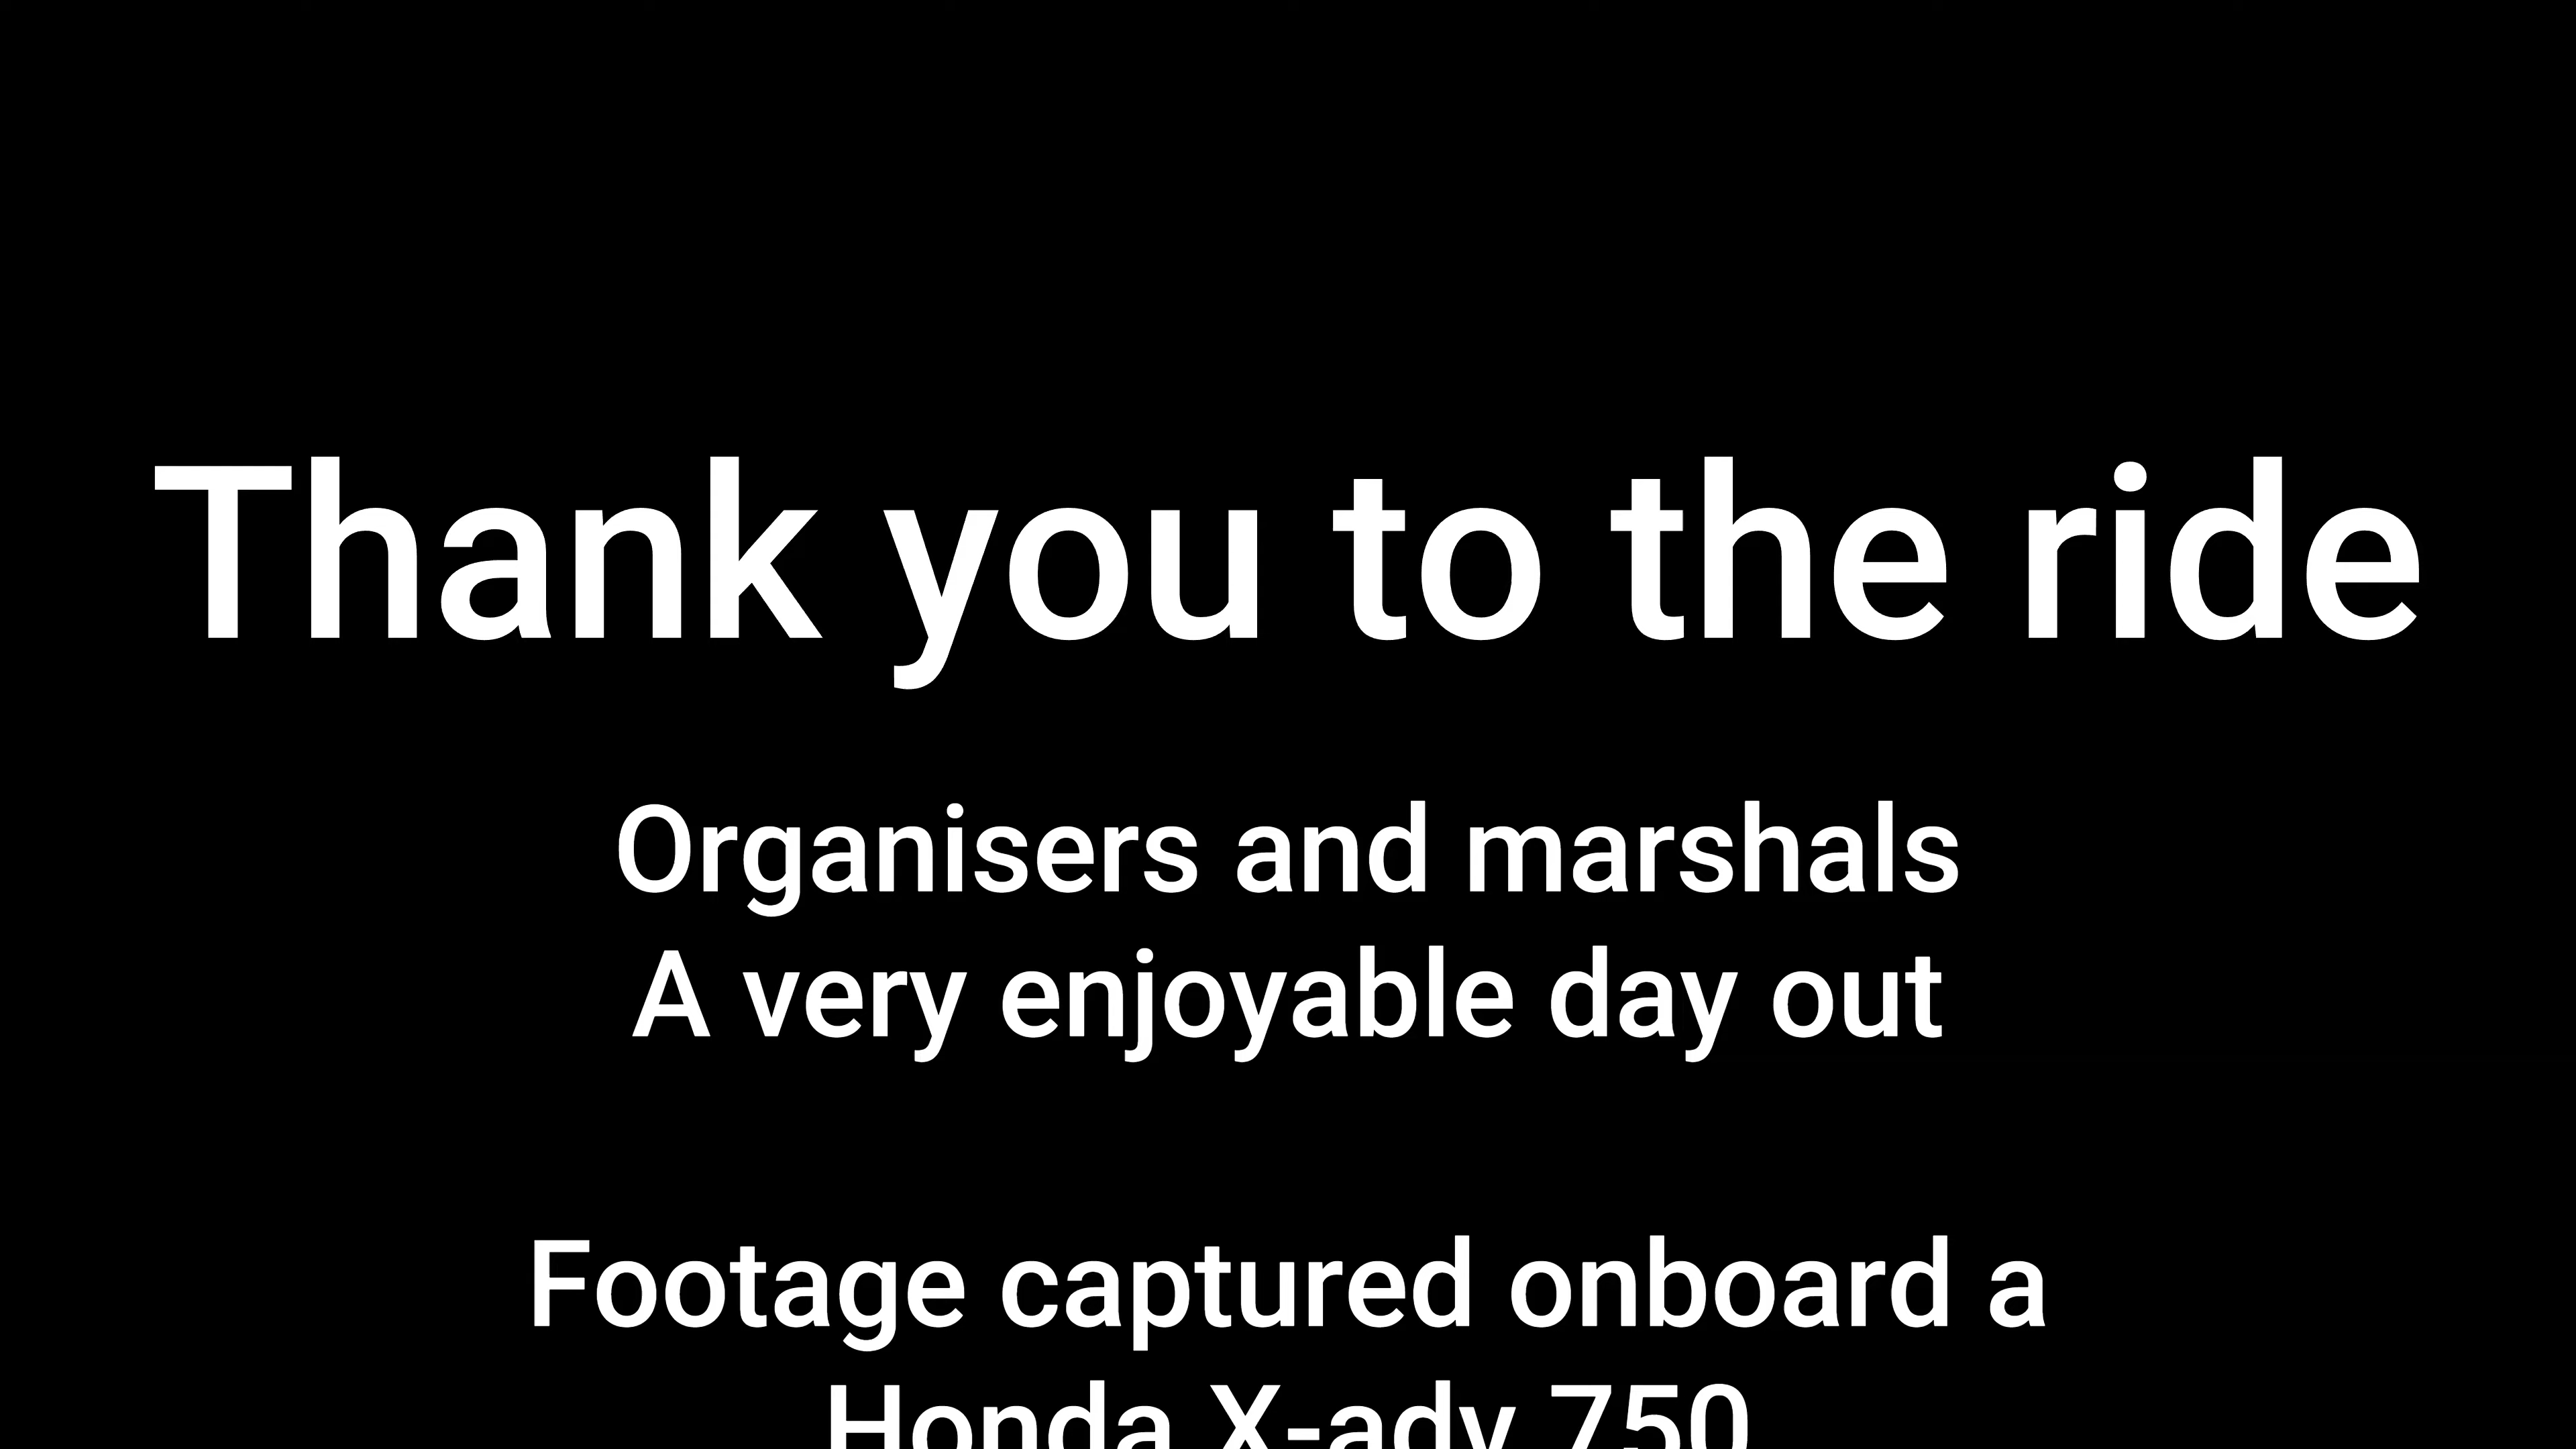 Thank you to the ride
Organisers and marshals
A very enjoyable day out
Footage captured onboard a
Honda X-adv 750